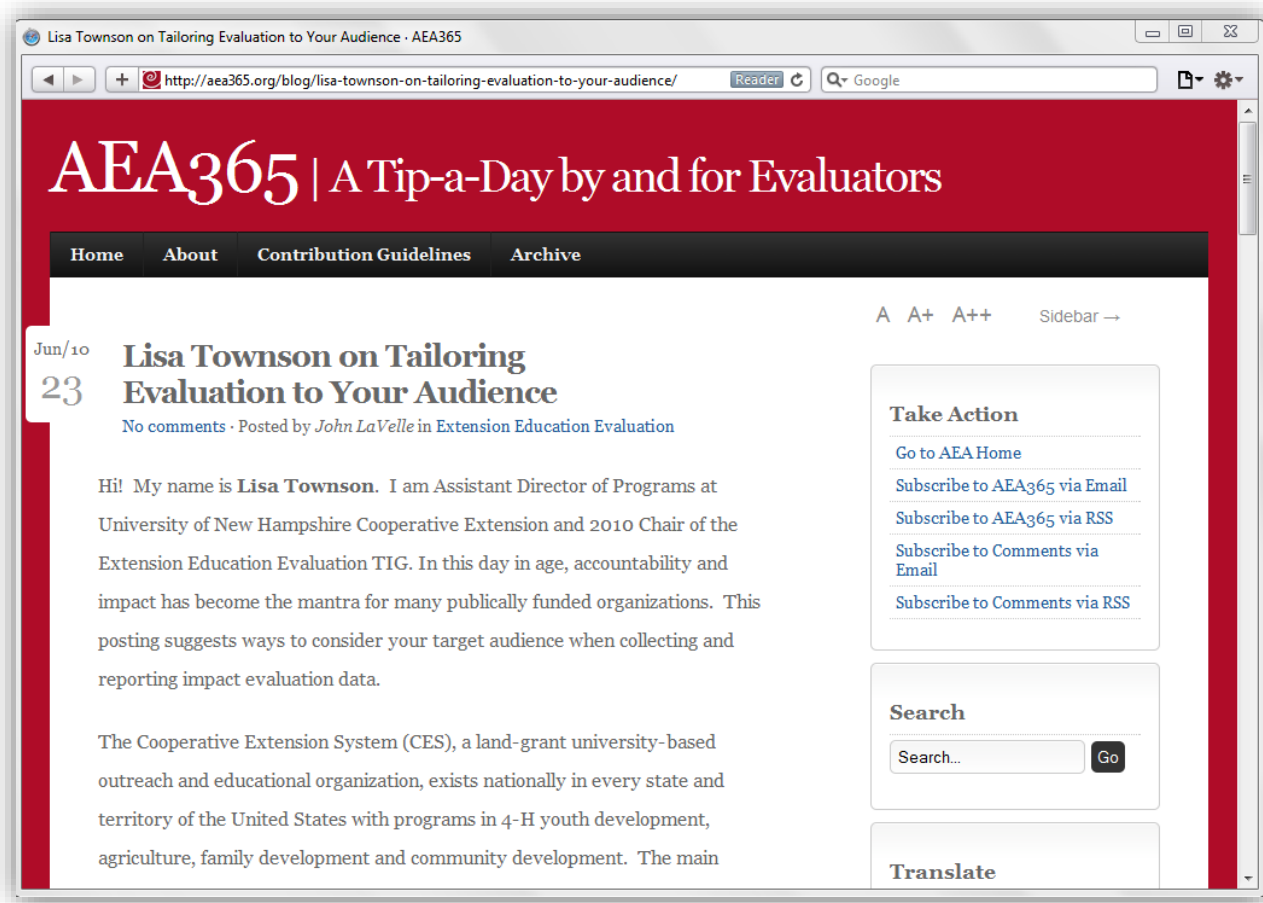 Lisa Townson on Tailoring Evaluation to Your Audience · AEA365
http://aea365.org/blog/lisa-townson-on-tailoring-evaluation-to-your-audience/ Reader Google
AEA365 | A Tip-a-Day by and for Evaluators
Home About Contribution Guidelines Archive
A A+ A++ Sidebar →
Jun/10
23
Lisa Townson on Tailoring
Evaluation to Your Audience
No comments · Posted by John LaVelle in Extension Education Evaluation
Hi! My name is Lisa Townson. I am Assistant Director of Programs at
University of New Hampshire Cooperative Extension and 2010 Chair of the
Extension Education Evaluation TIG. In this day in age, accountability and
impact has become the mantra for many publically funded organizations. This
posting suggests ways to consider your target audience when collecting and
reporting impact evaluation data.
The Cooperative Extension System (CES), a land-grant university-based
outreach and educational organization, exists nationally in every state and
territory of the United States with programs in 4-H youth development,
agriculture, family development and community development. The main
Take Action
Go to AEA Home
Subscribe to AEA365 via Email
Subscribe to AEA365 via RSS
Subscribe to Comments via
Email
Subscribe to Comments via RSS
Search
Search... Go
Translate